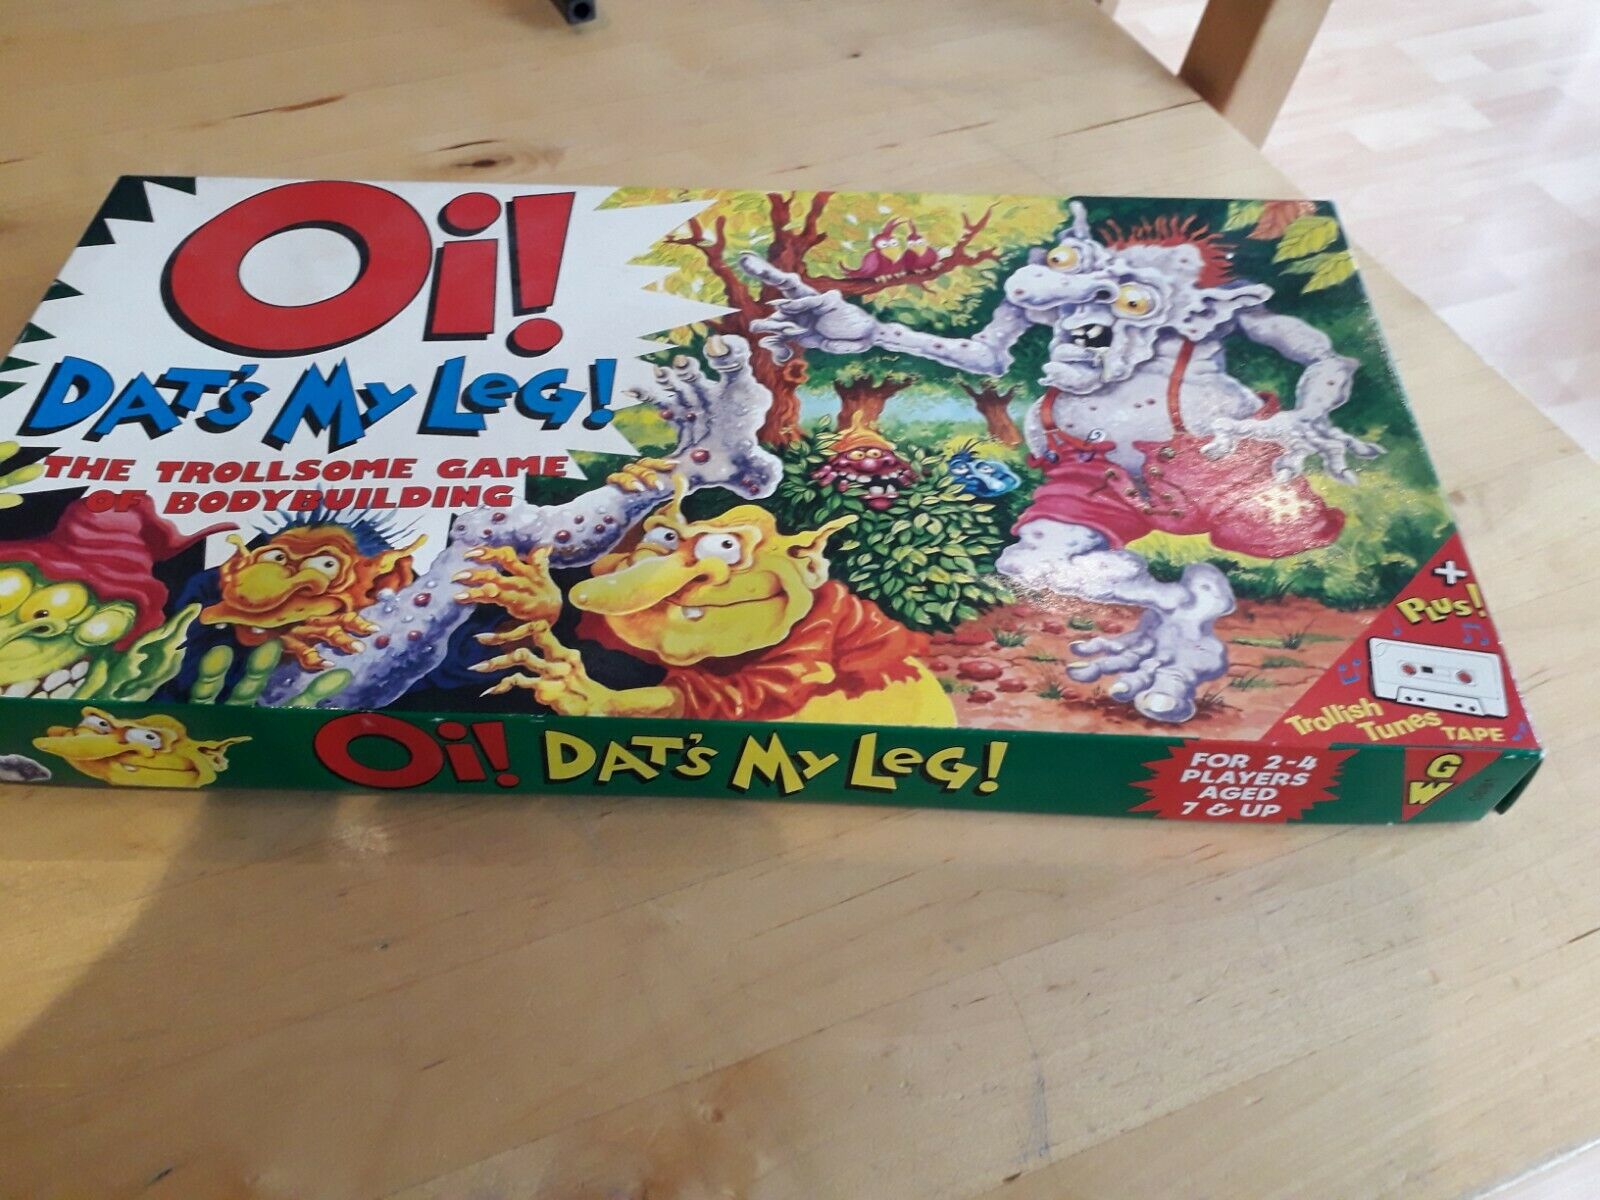 Oi!
DAT'S MY LEG!
THE TROLLSOME GAME
OF BODYBUILDING
+
PLUS!
Trollish
Tunes TAPE
Oi! DAT'S MY LEG!
FOR 2-4
PLAYERS
AGED
7 & UP
G
W